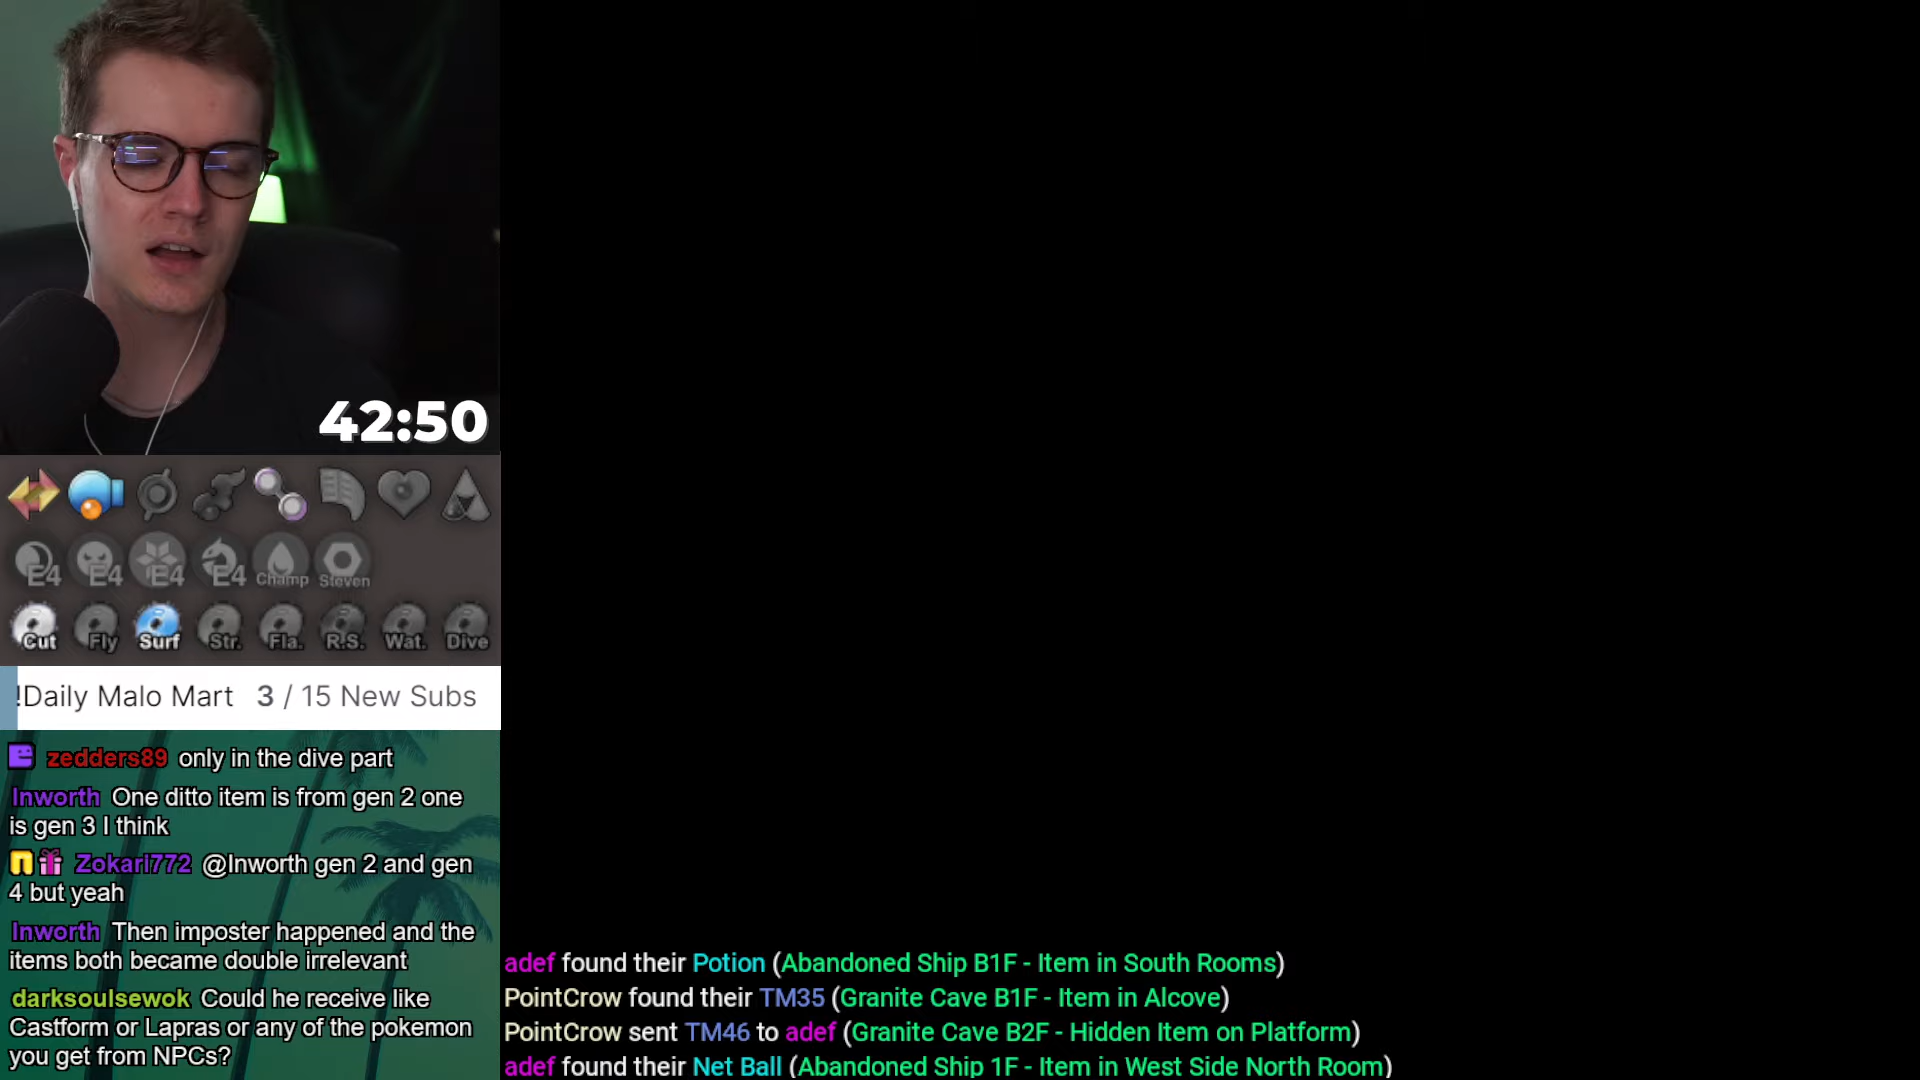 42:50
E4 E4 E4 E4 Champ Steven
Cut Fly Surf Str. Fla. R.S. Wat. Dive
!Daily Malo Mart 3 / 15 New Subs
zedders89 only in the dive part
Inworth One ditto item is from gen 2 one
is gen 3 I think
Zokarl772 @Inworth gen 2 and gen
4 but yeah
Inworth Then imposter happened and the
items both became double irrelevant
darksoulsewok Could he receive like
Castform or Lapras or any of the pokemon
you get from NPCs?
adef found their Potion (Abandoned Ship B1F - Item in South Rooms)
PointCrow found their TM35 (Granite Cave B1F - Item in Alcove)
PointCrow sent TM46 to adef (Granite Cave B2F - Hidden Item on Platform)
adef found their Net Ball (Abandoned Ship 1F - Item in West Side North Room)